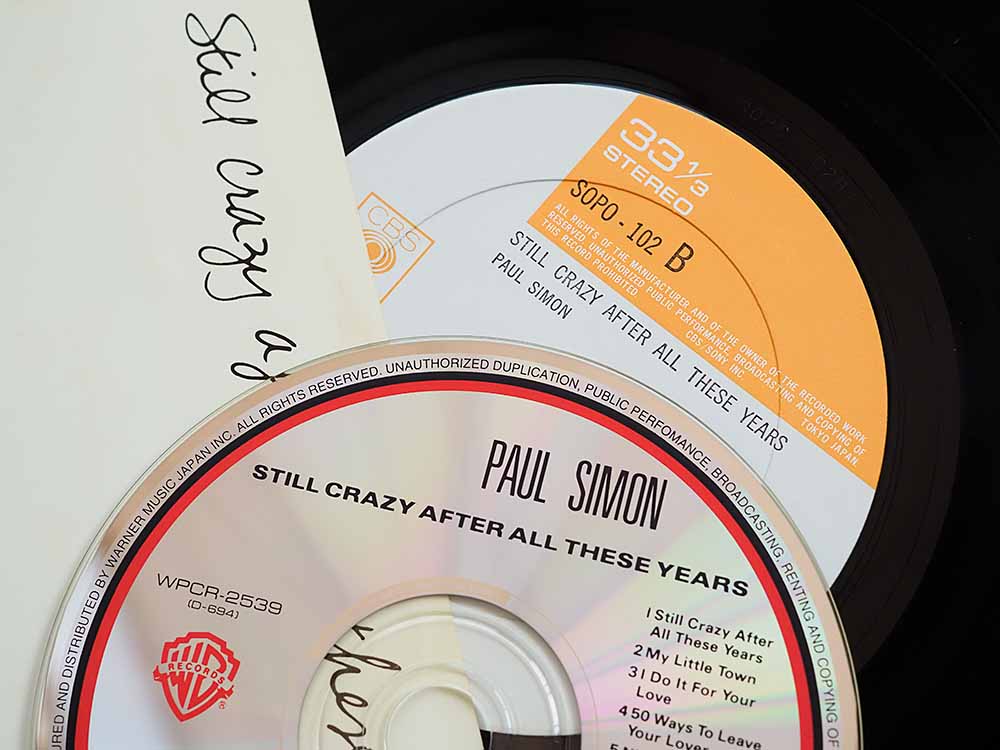 Still crazy
33 1/3
STEREO
SOPO - 102 B
ALL RIGHTS OF THE MANUFACTURER AND OF THE OWNER OF THE RECORDED WORK
RESERVED. UNAUTHORIZED PUBLIC PERFORMANCE, BROADCASTING AND COPYING OF
THIS RECORD PROHIBITED. CBS/SONY INC. TOKYO JAPAN.
CBS
STILL CRAZY AFTER ALL THESE YEARS
PAUL SIMON
AND DISTRIBUTED BY WARNER MUSIC JAPAN INC. ALL RIGHTS RESERVED. UNAUTHORIZED DUPLICATION, PUBLIC PERFOMANCE, BROADCASTING, RENTING AND COPYING OF
PAUL SIMON
STILL CRAZY AFTER ALL THESE YEARS
WPCR-2539
(D-694)
WB
RECORDS
®
1 Still Crazy After
All These Years
2 My Little Town
3 I Do It For Your
Love
4 50 Ways To Leave
Your Lover